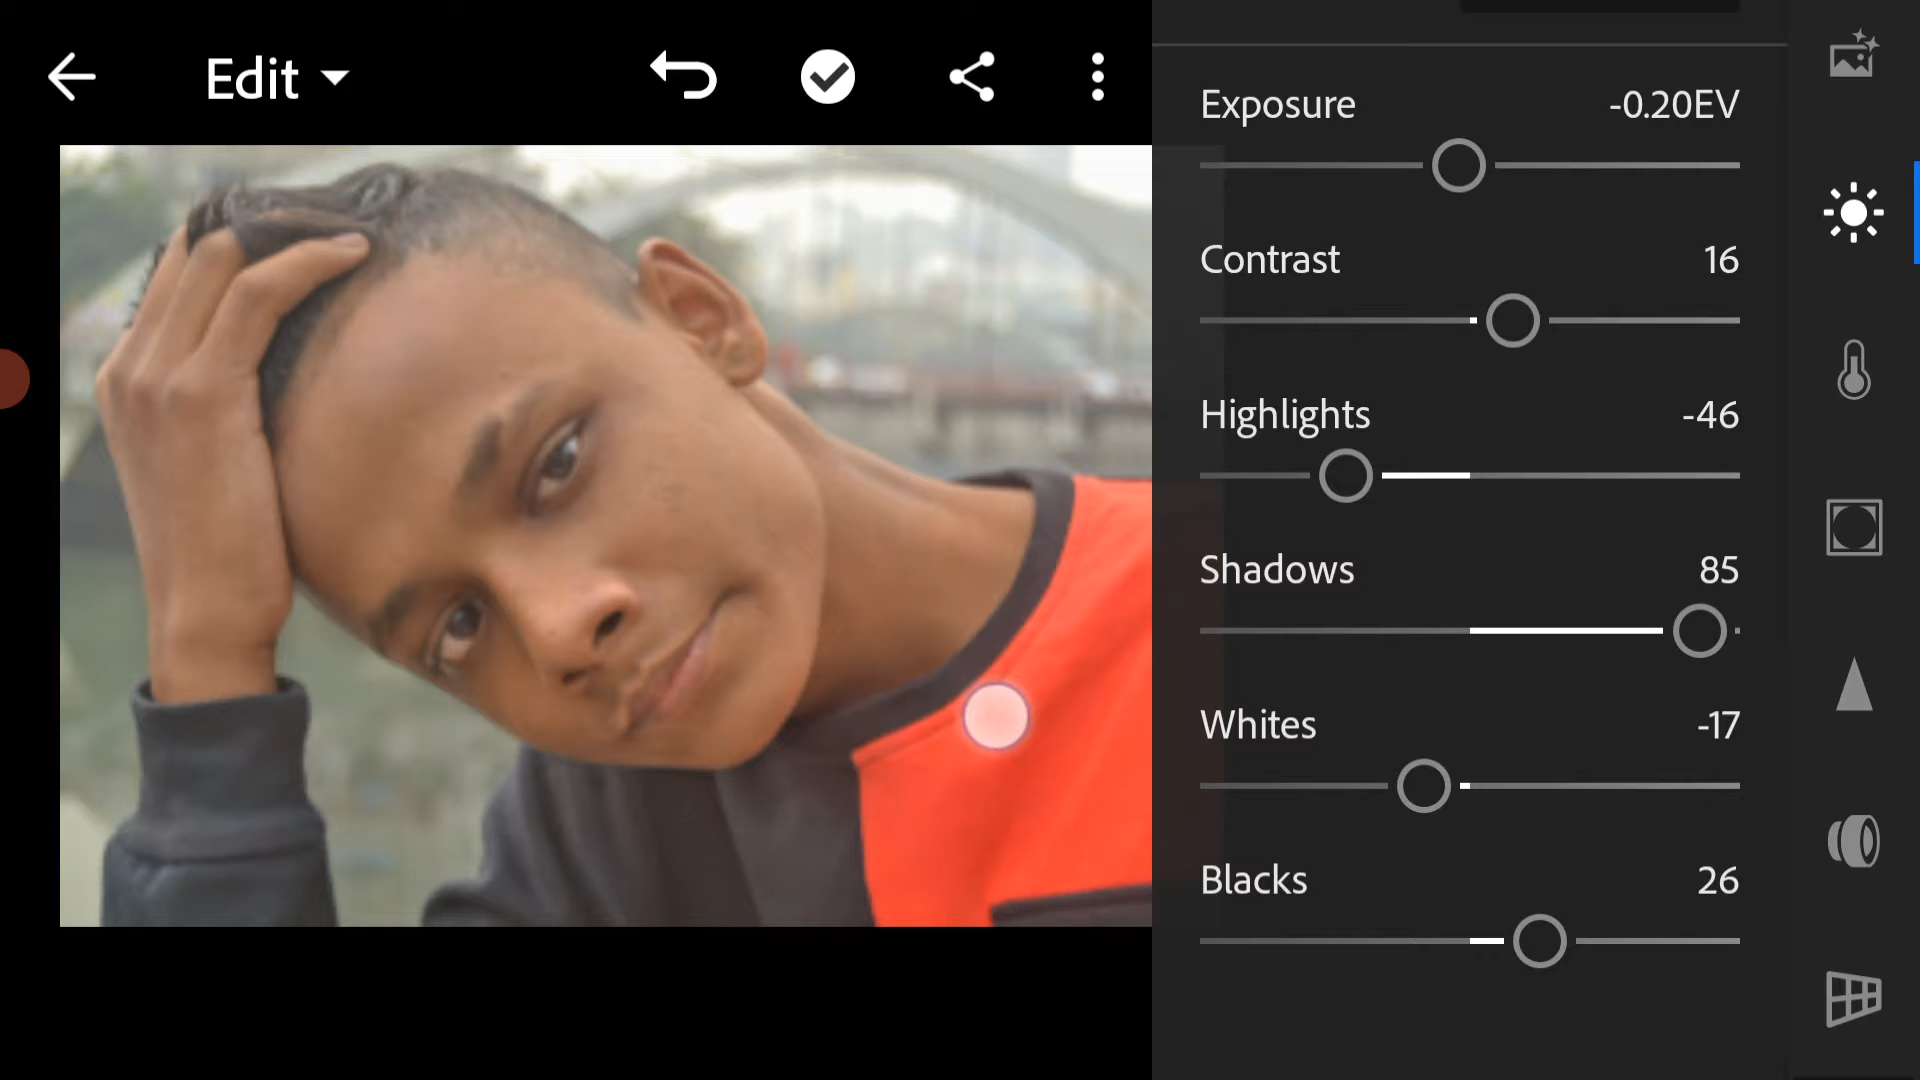 Edit
Exposure -0.20EV
Contrast 16
Highlights -46
Shadows 85
Whites -17
Blacks 26